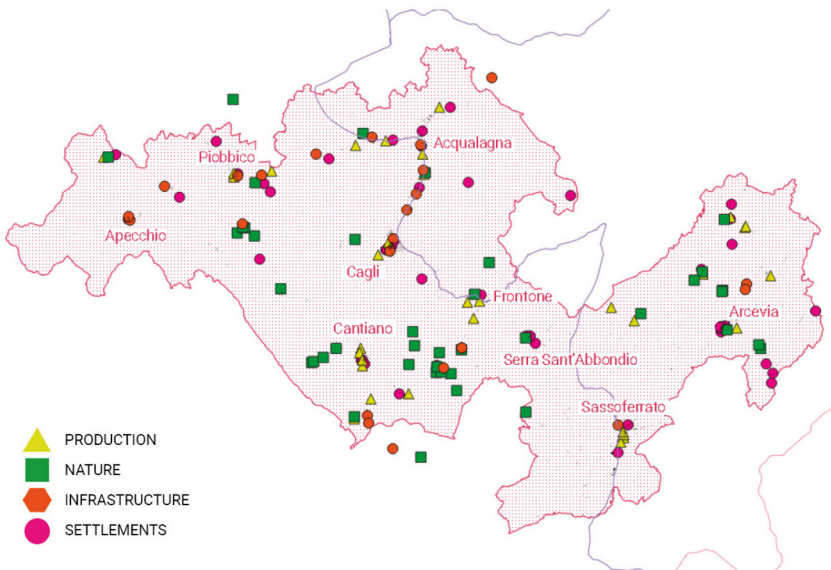 Acqualagna
Piobbico
Apecchio
Cagli
Frontone
Cantiano
Arcevia
Serra Sant'Abbondio
Sassoferrato
PRODUCTION
NATURE
INFRASTRUCTURE
SETTLEMENTS